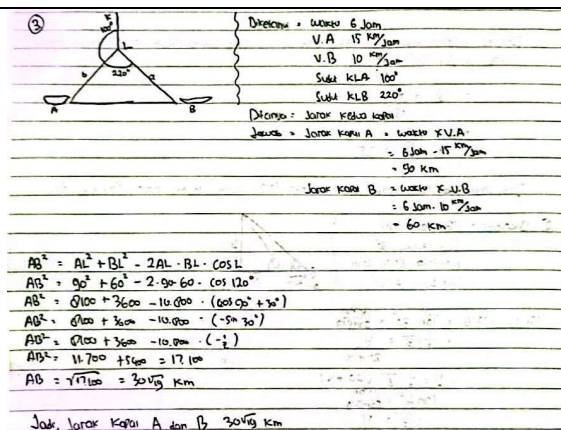 ③
K
100°
L
220°
b
a
A
B
Diketahui = waktu 6 Jam
V.A 15 km/Jam
V.B 10 km/Jam
Sudut KLA 100°
Sudut KLB 220°
Ditanya = Jarak kedua kapal
Jawab = Jarak Kapal A = waktu x V.A
= 6 Jam - 15 km/Jam
= 90 km
Jarak kapal B = waktu x V.B
= 6 Jam. 10 km/Jam
= 60 km
AB² = AL² + BL² - 2AL · BL · cos L
AB² = 90² + 60² - 2.90.60 - cos 120°
AB² = 8100 + 3600 - 10.800 · (cos 90° + 30°)
AB² = 8100 + 3600 - 10.800 · (-sin 30°)
AB² = 8100 + 3600 - 10.800 · (-½)
AB² = 11.700 + 5400 = 17.100
AB = √17100 = 30√19 km
Jadi, Jarak Kapal A dan B 30√19 km